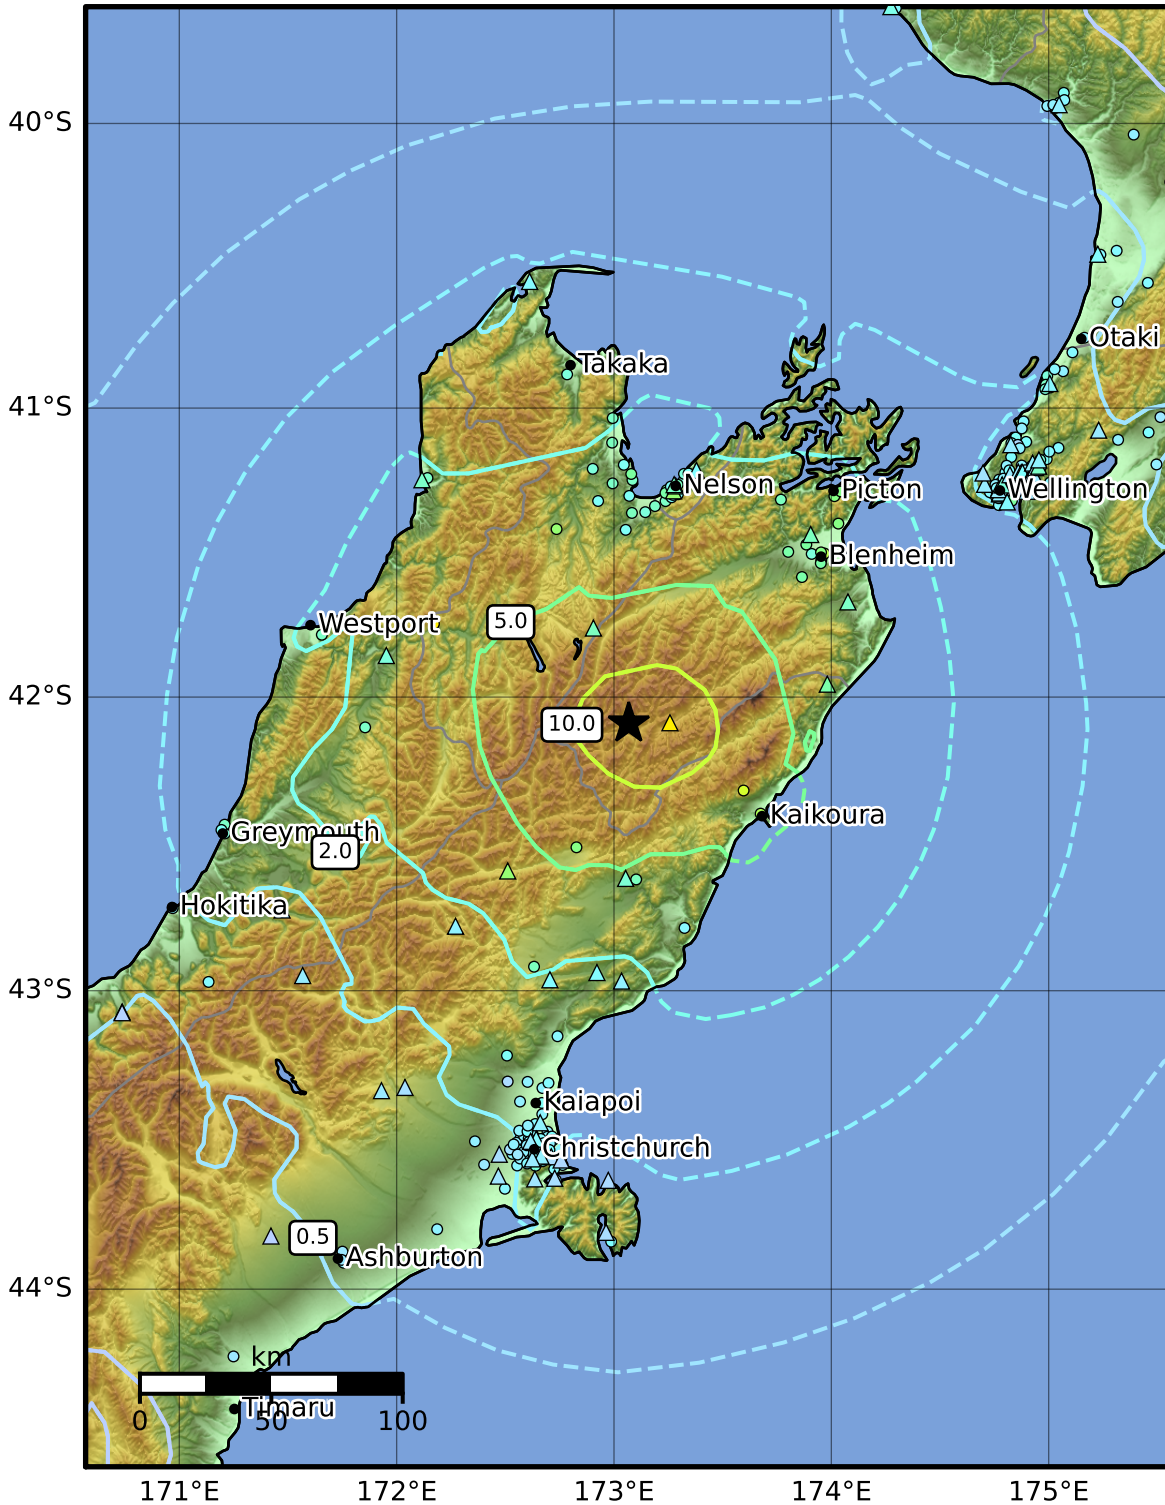 40°S
Otaki
Takaka
41°S
Nelson
Picton
Wellington
Blenheim
5.0
Westport
42°S
10.0
Kaikoura
Greymouth
2.0
Hokitika
43°S
Kaiapoi
Christchurch
0.5
Ashburton
44°S
km
Timaru
0 50 100
171°E 172°E 173°E 174°E 175°E